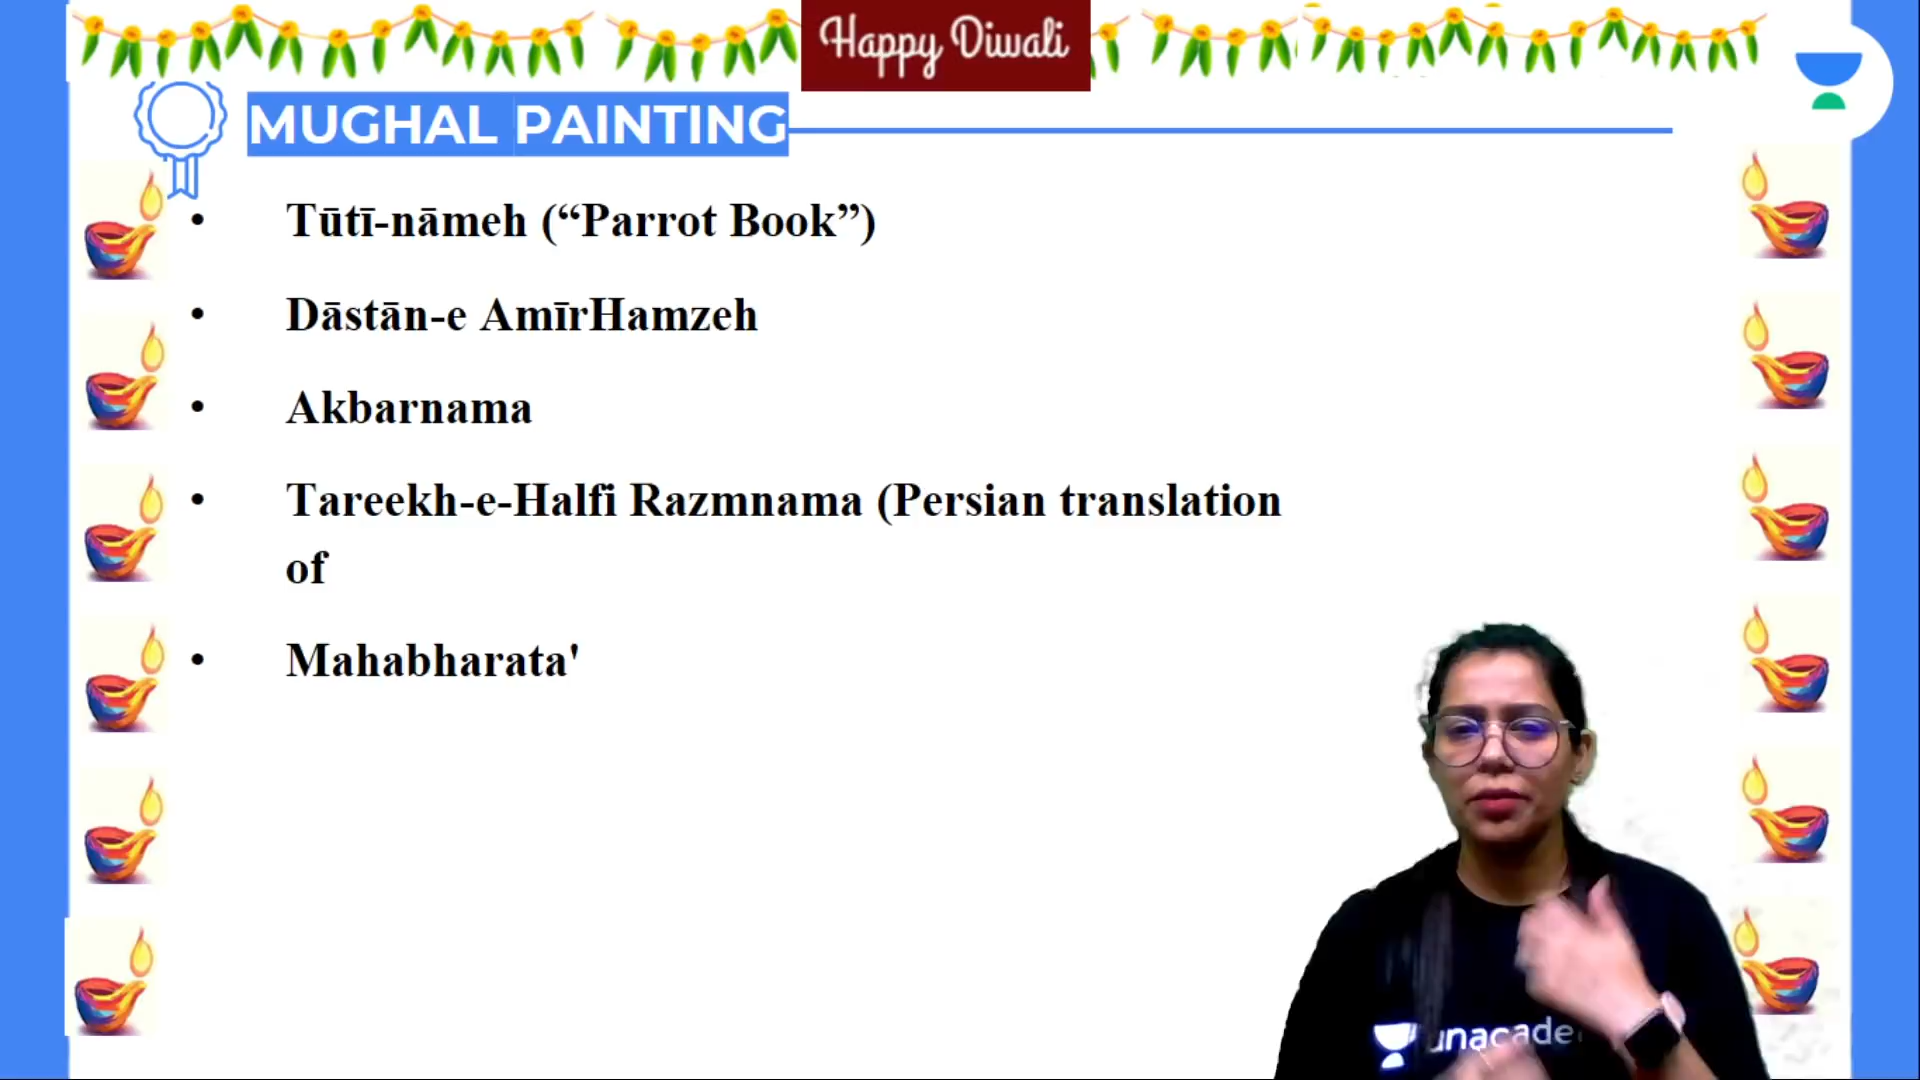 Happy Diwali
MUGHAL PAINTING
• Tūtī-nāmeh (“Parrot Book”)
• Dāstān-e AmīrHamzeh
• Akbarnama
• Tareekh-e-Halfi Razmnama (Persian translation
of
• Mahabharata'
unacade